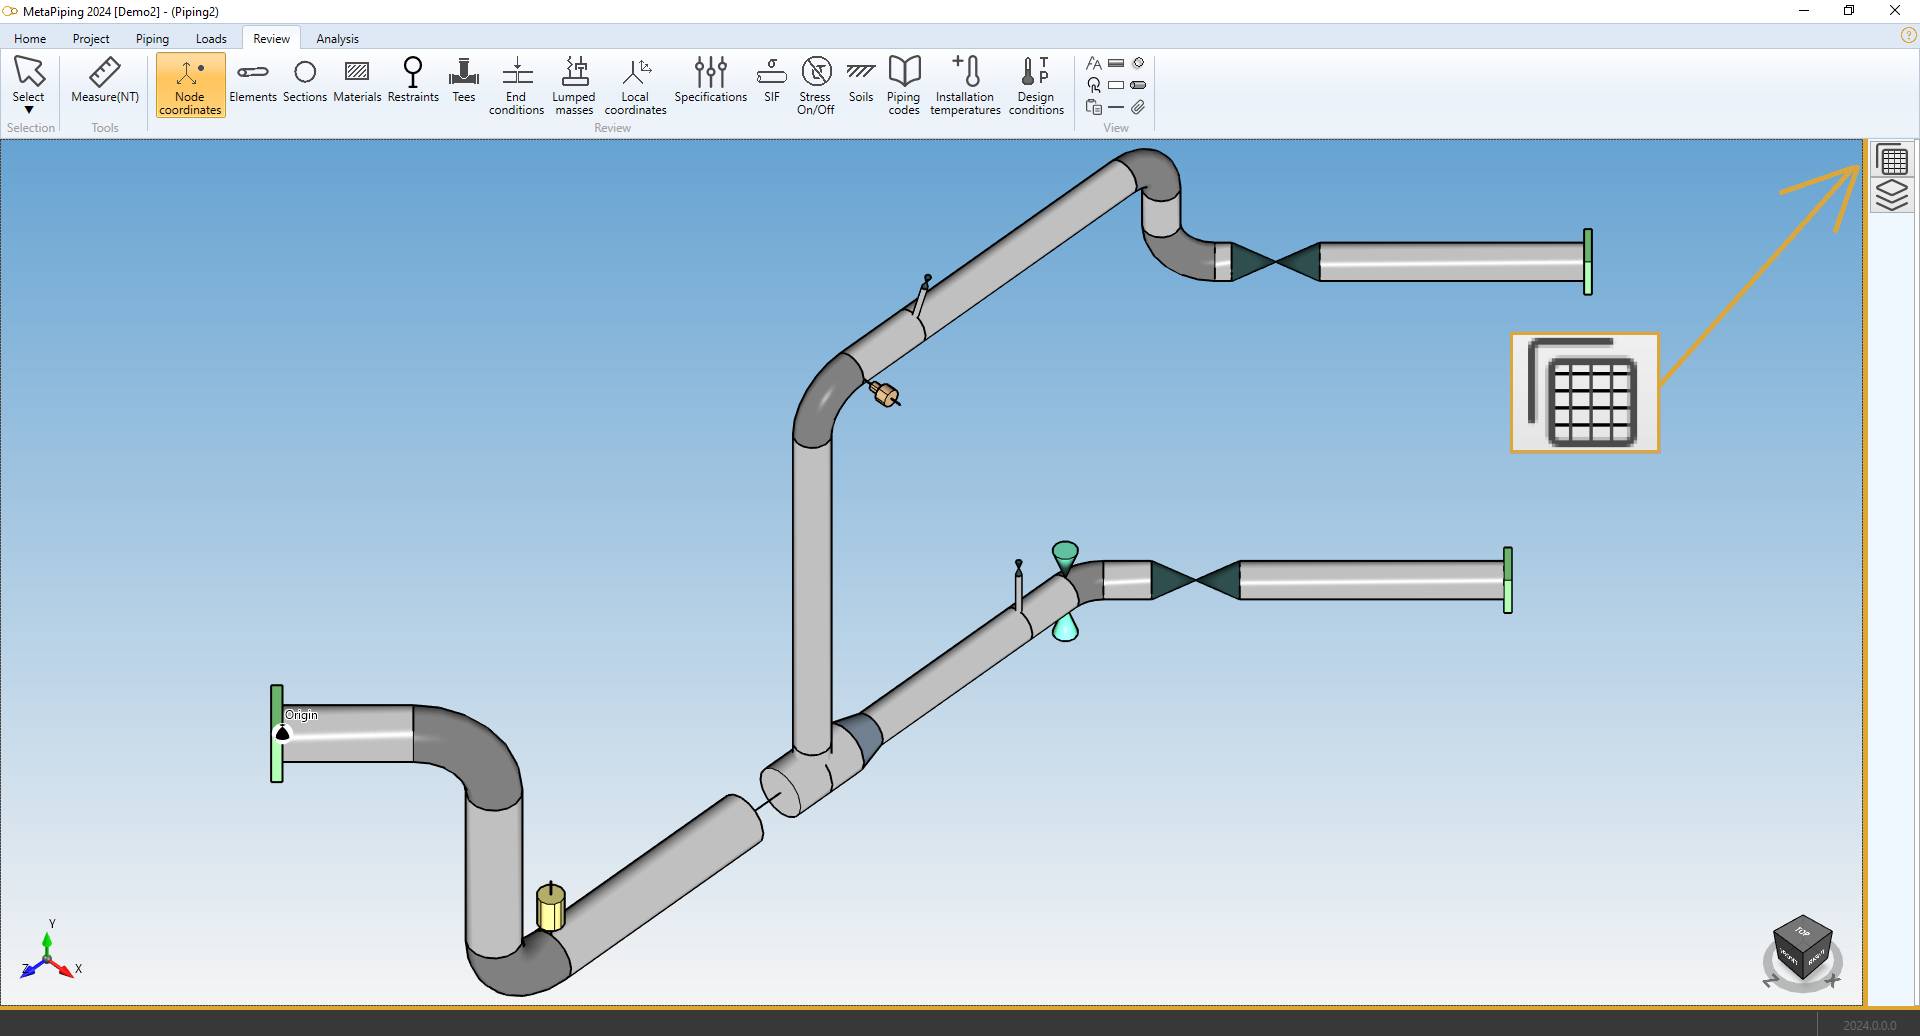 MetaPiping 2024 [Demo2] - (Piping2)
Home Project Piping Loads Review Analysis
?
Select
Measure(NT)
Node
coordinates
Elements
Sections
Materials
Restraints
Tees
End
conditions
Lumped
masses
Local
coordinates
Specifications
SIF
Stress
On/Off
Soils
Piping
codes
Installation
temperatures
Design
conditions
Selection
Tools
Review
View
Origin
Y
Z
X
TOP
FRONT
RIGHT
Z
X
2024.0.0.0